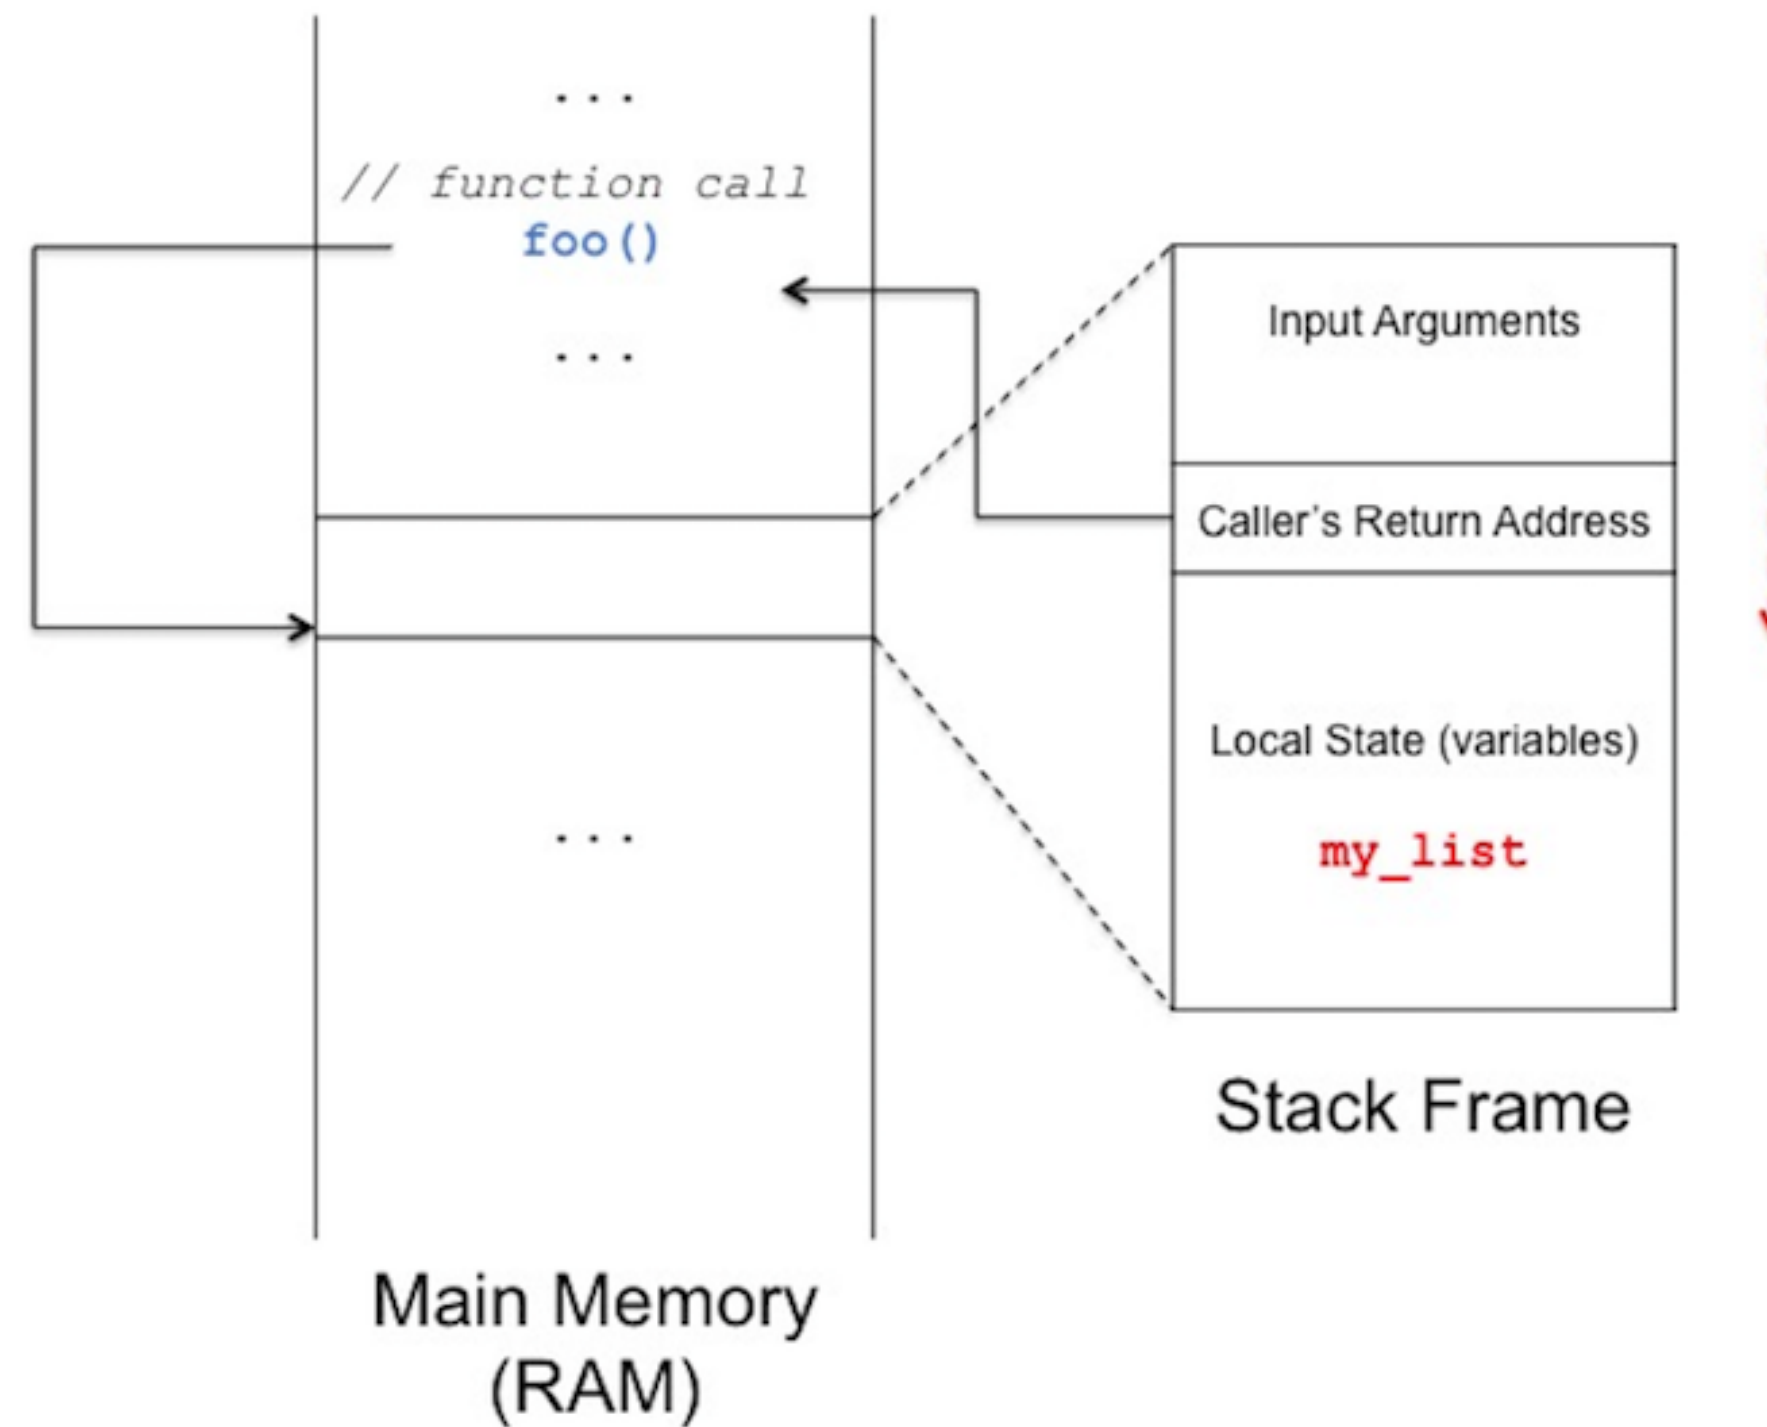 ...
// function call
foo()
...
...
Main Memory
(RAM)
Input Arguments
Caller's Return Address
Local State (variables)
my_list
Stack Frame